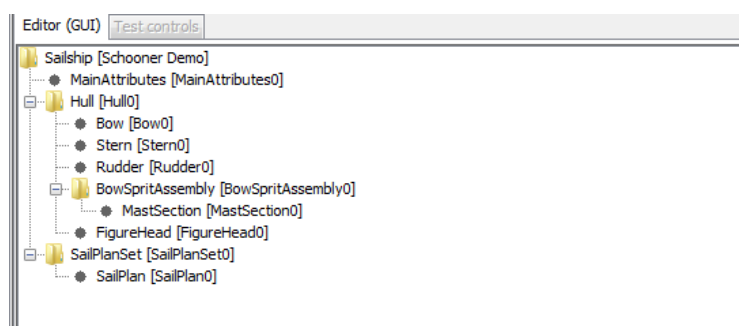 Editor (GUI) Test controls
Sailship [Schooner Demo]
MainAttributes [MainAttributes0]
Hull [Hull0]
Bow [Bow0]
Stern [Stern0]
Rudder [Rudder0]
BowSpritAssembly [BowSpritAssembly0]
MastSection [MastSection0]
FigureHead [FigureHead0]
SailPlanSet [SailPlanSet0]
SailPlan [SailPlan0]